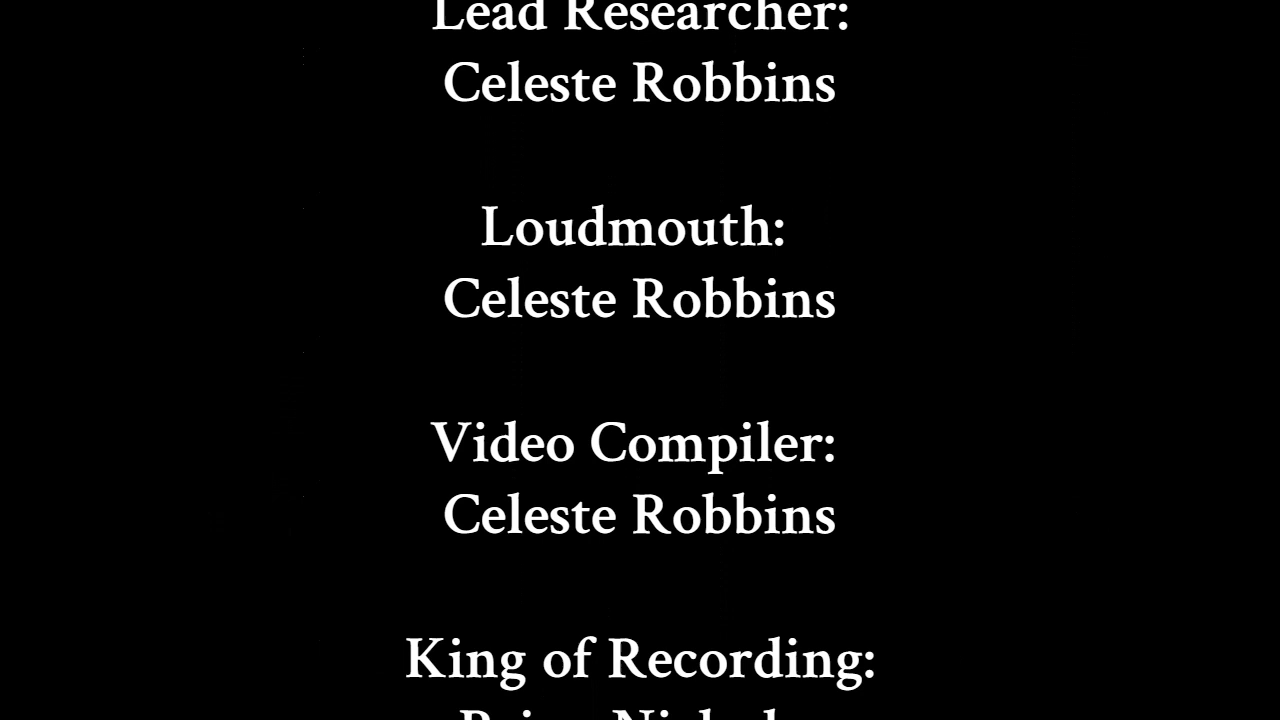 Lead Researcher:
Celeste Robbins
Loudmouth:
Celeste Robbins
Video Compiler:
Celeste Robbins
King of Recording: